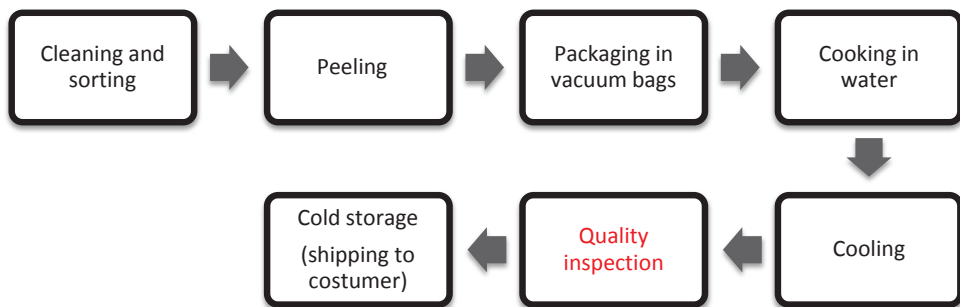 Cleaning and
sorting
Peeling
Packaging in
vacuum bags
Cooking in
water
Cooling
Quality
inspection
Cold storage
(shipping to
costumer)